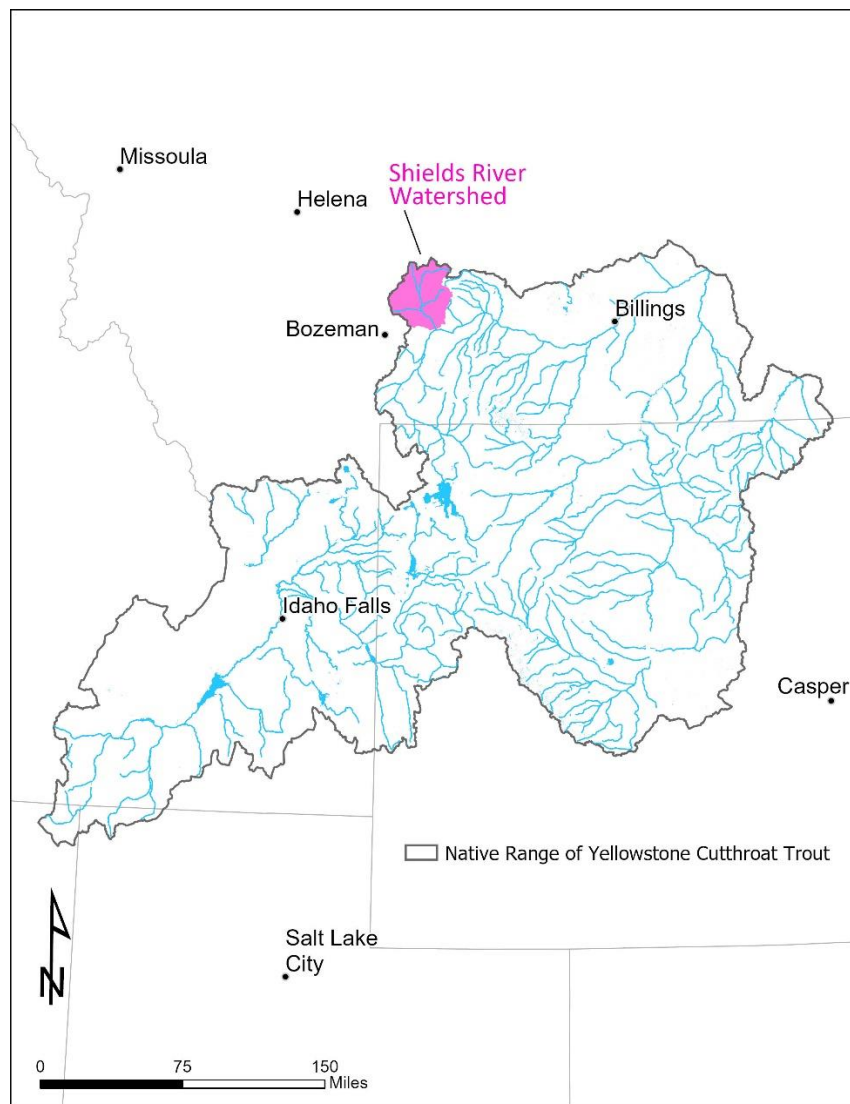 Missoula
Shields River
Watershed
Helena
Billings
Bozeman
Idaho Falls
Casper
Native Range of Yellowstone Cutthroat Trout
Salt Lake
City
N
0 75 150
Miles